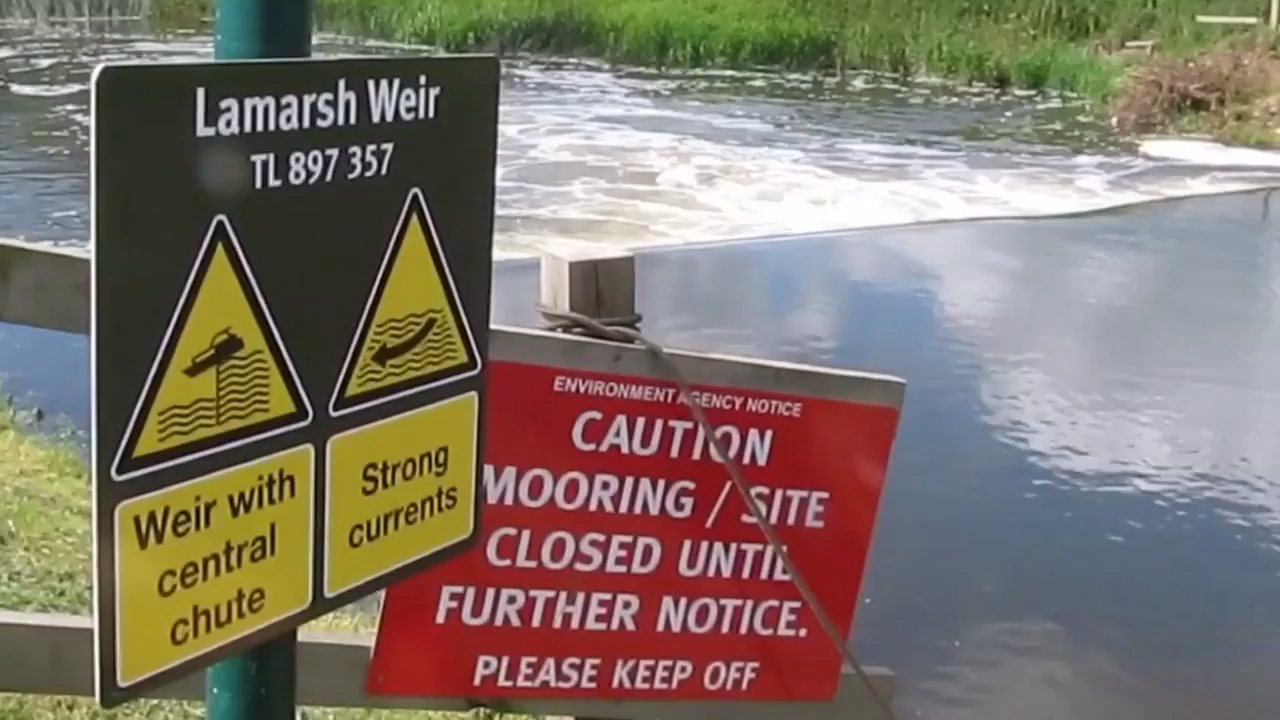 Lamarsh Weir
TL 897 357
Weir with
central
chute
Strong
currents
ENVIRONMENT AGENCY NOTICE
CAUTION
MOORING / SITE
CLOSED UNTIL
FURTHER NOTICE.
PLEASE KEEP OFF